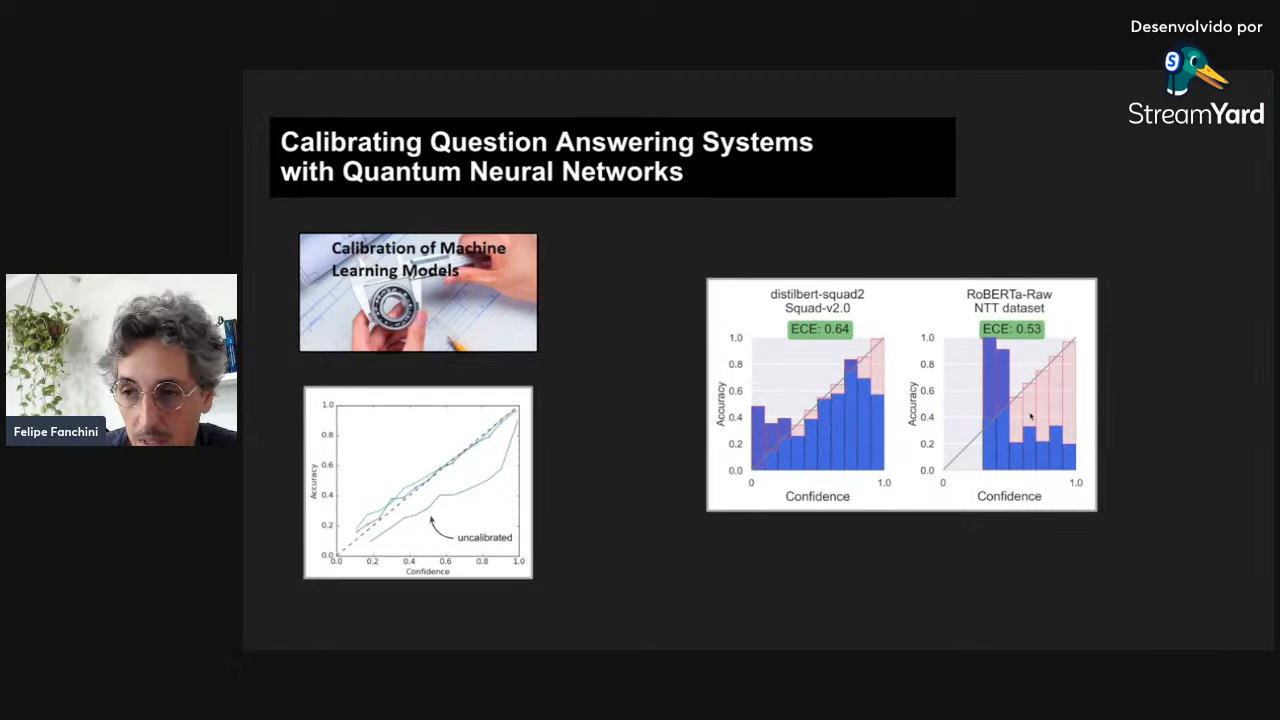 Desenvolvido por
S
StreamYard
Calibrating Question Answering Systems
with Quantum Neural Networks
Calibration of Machine
Learning Models
Felipe Fanchini
1.0
0.8
0.6
0.4
0.2
0.0
Accuracy
uncalibrated
0.0 0.2 0.4 0.6 0.8 1.0
Confidence
distilbert-squad2
Squad-v2.0
ECE: 0.64
1.0
0.8
0.6
0.4
0.2
0.0
Accuracy
0 1.0
Confidence
RoBERTa-Raw
NTT dataset
ECE: 0.53
1.0
0.8
0.6
0.4
0.2
0.0
Accuracy
0 1.0
Confidence